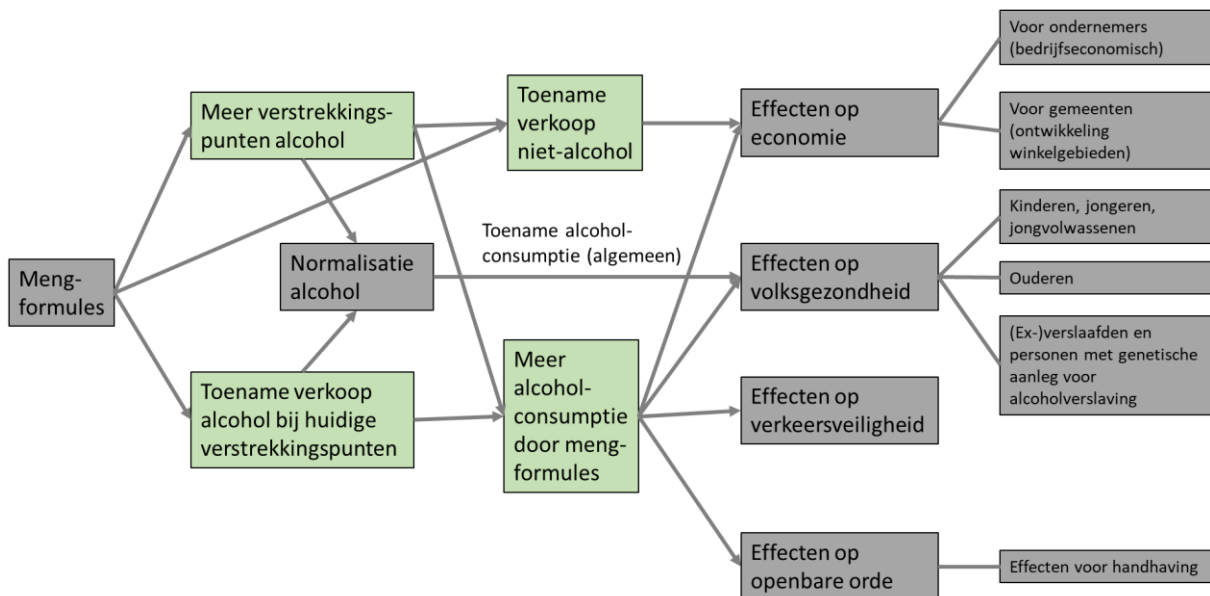 Meng-
formules
Meer verstrekkings-
punten alcohol
Normalisatie
alcohol
Toename verkoop
alcohol bij huidige
verstrekkingspunten
Toename
verkoop
niet-alcohol
Toename alcohol-
consumptie (algemeen)
Meer
alcohol-
consumptie
door meng-
formules
Effecten op
economie
Effecten op
volksgezondheid
Effecten op
verkeersveiligheid
Effecten op
openbare orde
Voor ondernemers
(bedrijfseconomisch)
Voor gemeenten
(ontwikkeling
winkelgebieden)
Kinderen, jongeren,
jongvolwassenen
Ouderen
(Ex-)verslaafden en
personen met genetische
aanleg voor
alcoholverslaving
Effecten voor handhaving